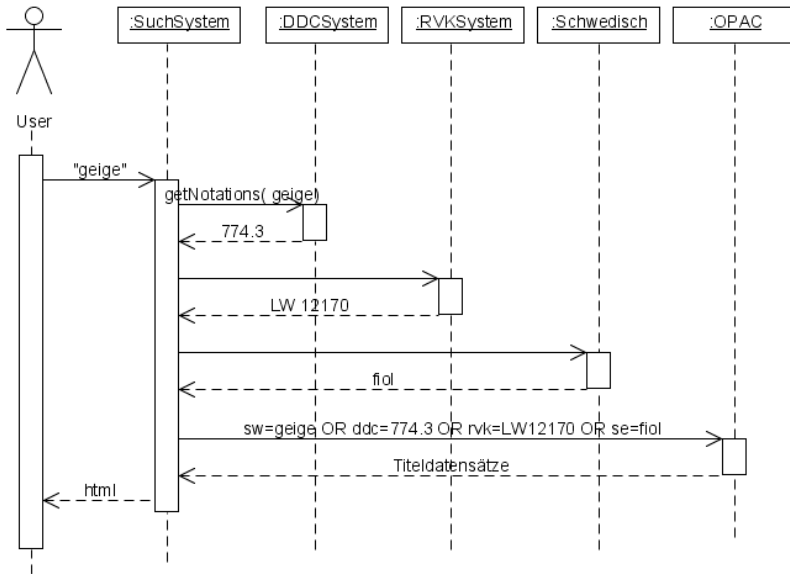 :SuchSystem
:DDCSystem
:RVKSystem
:Schwedisch
:OPAC
User
"geige"
getNotations( geige)
774.3
LW 12170
fiol
sw=geige OR ddc=774.3 OR rvk=LW12170 OR se=fiol
Titeldatensätze
html